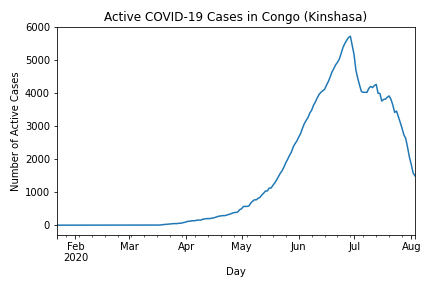 Active COVID-19 Cases in Congo (Kinshasa)
Number of Active Cases
6000
5000
4000
3000
2000
1000
0
Feb Mar Apr May Jun Jul Aug
2020
Day